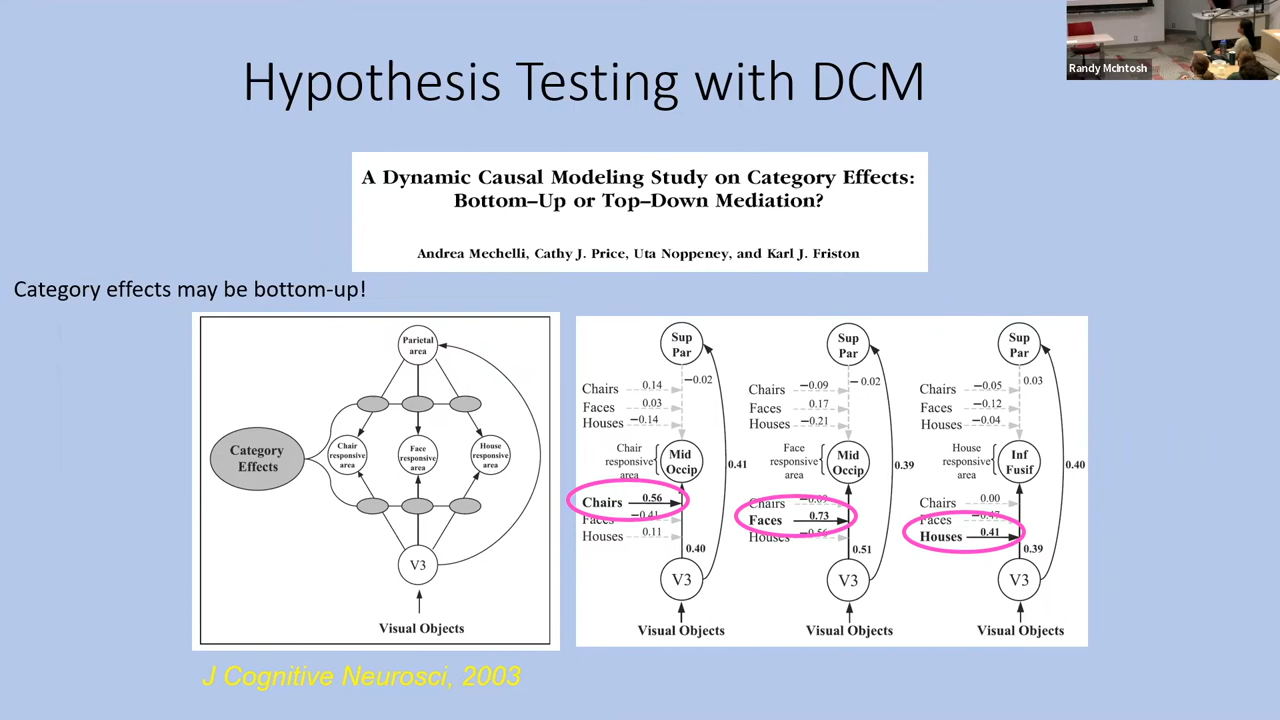 Hypothesis Testing with DCM
Randy McIntosh
A Dynamic Causal Modeling Study on Category Effects:
Bottom–Up or Top–Down Mediation?
Andrea Mechelli, Cathy J. Price, Uta Noppeney, and Karl J. Friston
Category effects may be bottom-up!
Parietal
area
Category
Effects
Chair
responsive
area
Face
responsive
area
House
responsive
area
V3
Visual Objects
Sup
Par
−0.02
Chairs 0.14
Faces 0.03
Houses −0.14
Chair
responsive
area
Mid
Occip
0.41
Chairs 0.56
Faces −0.41
Houses 0.11
0.40
V3
Visual Objects
Sup
Par
−0.02
Chairs −0.09
Faces 0.17
Houses −0.21
Face
responsive
area
Mid
Occip
0.39
Chairs −0.09
Faces 0.73
Houses −0.56
0.51
V3
Visual Objects
Sup
Par
0.03
Chairs −0.05
Faces −0.12
Houses −0.04
House
responsive
area
Inf
Fusif
0.40
Chairs 0.00
Faces −0.47
Houses 0.41
0.39
V3
Visual Objects
J Cognitive Neurosci, 2003